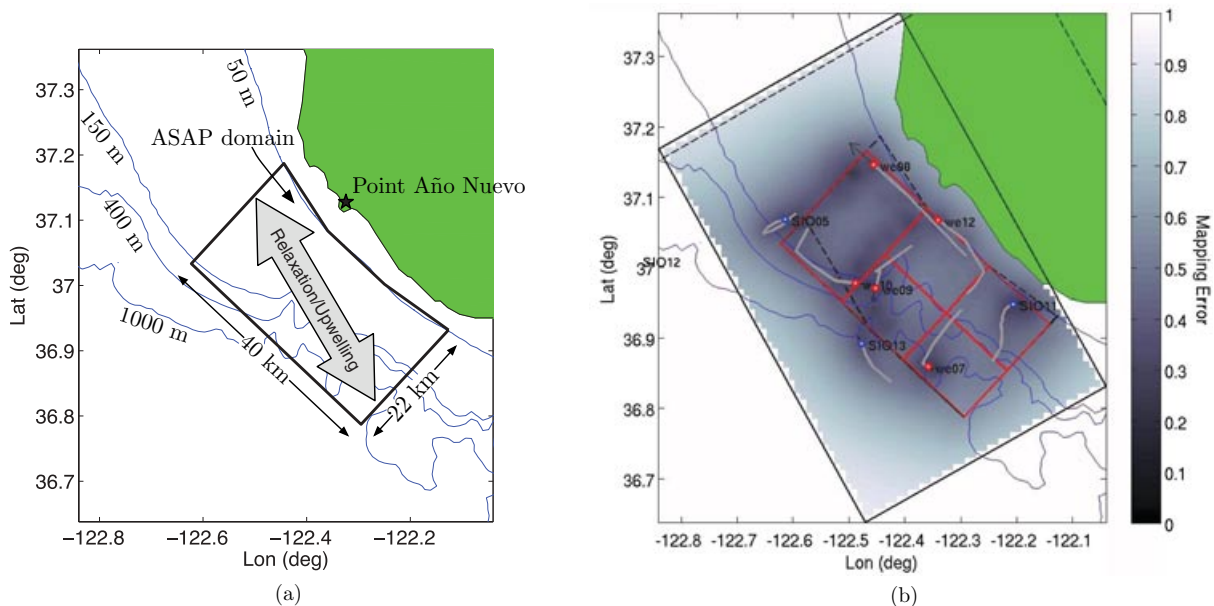 37.3
37.2
37.1
37
36.9
36.8
36.7
−122.8
−122.6
−122.4
−122.2
Lat (deg)
Lon (deg)
50 m
150 m
400 m
1000 m
ASAP domain
Point Año Nuevo
Relaxation/Upwelling
40 km
22 km
(a)
37.3
37.2
37.1
37
36.9
36.8
36.7
-122.8
-122.7
-122.6
-122.5
-122.4
-122.3
-122.2
-122.1
Lat (deg)
Lon (deg)
we08
SIO05
we12
SIO12
we09
SIO11
SIO13
we07
1
0.9
0.8
0.7
0.6
0.5
0.4
0.3
0.2
0.1
0
Mapping Error
(b)